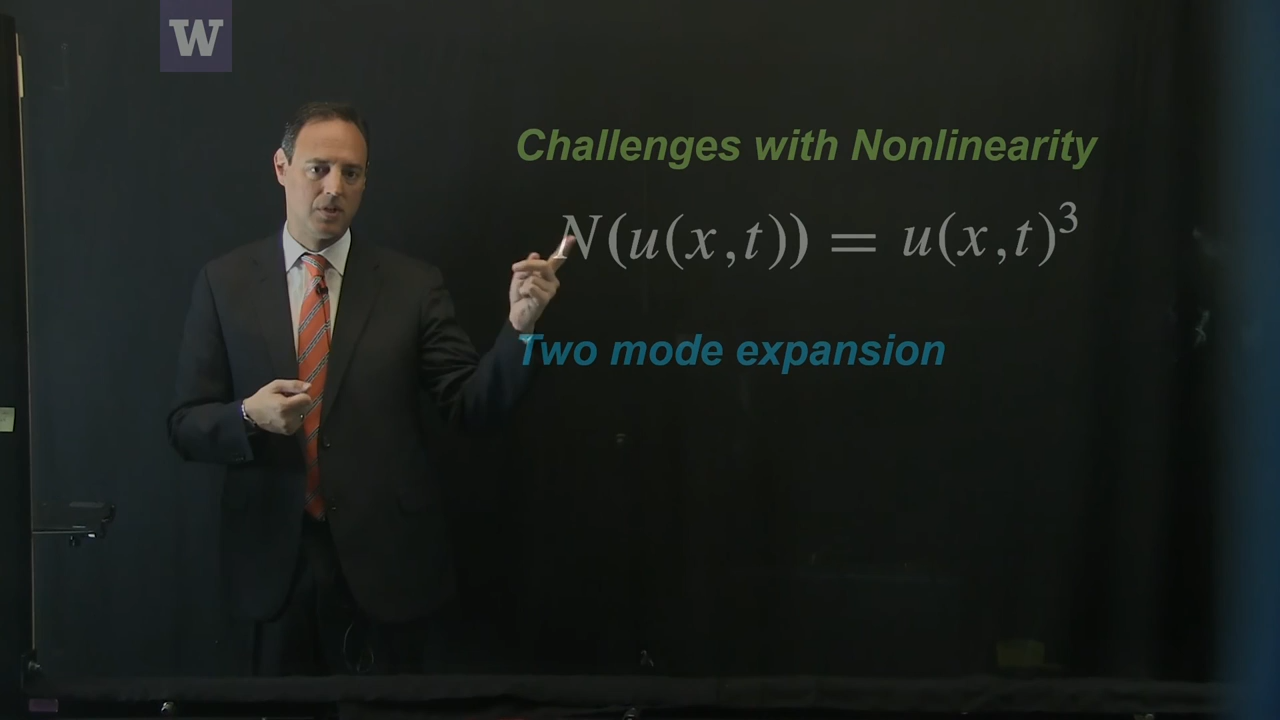 W
Challenges with Nonlinearity
N(u(x,t)) = u(x,t)³
Two mode expansion